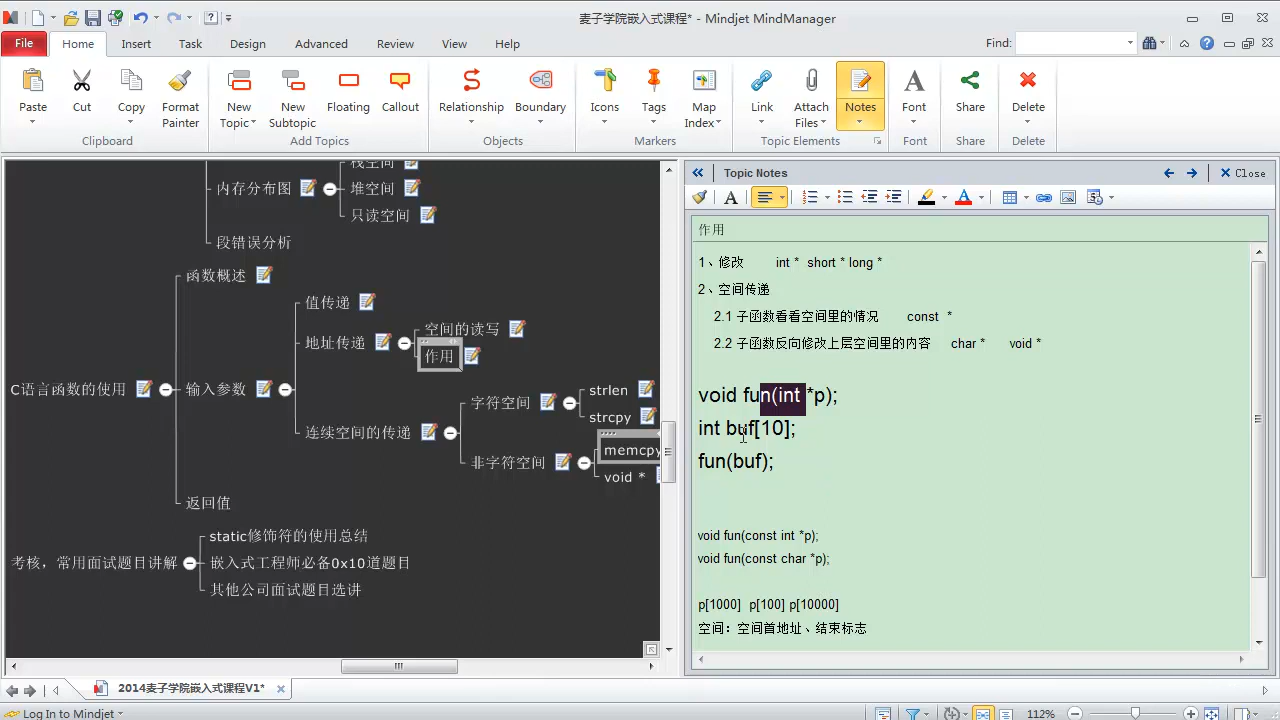 麦子学院嵌入式课程* - Mindjet MindManager
File Home Insert Task Design Advanced Review View Help Find:
Paste Cut Copy Format Painter New Topic New Subtopic Floating Callout Relationship Boundary Icons Tags Map Index Link Attach Files Notes Font Share Delete
Clipboard Add Topics Objects Markers Topic Elements Font Share Delete
栈空间
内存分布图
堆空间
只读空间
段错误分析
函数概述
值传递
地址传递
空间的读写
作用
C语言函数的使用
输入参数
字符空间
strlen
strcpy
连续空间的传递
memcpy
非字符空间
void *
返回值
static修饰符的使用总结
考核，常用面试题目讲解
嵌入式工程师必备0x10道题目
其他公司面试题目选讲
Topic Notes
Close
作用
1、修改 int * short * long *
2、空间传递
2.1 子函数看看空间里的情况 const *
2.2 子函数反向修改上层空间里的内容 char * void *
void fun(int *p);
int buf[10];
fun(buf);
void fun(const int *p);
void fun(const char *p);
p[1000] p[100] p[10000]
空间：空间首地址、结束标志
2014麦子学院嵌入式课程V1*
Log In to Mindjet
112%